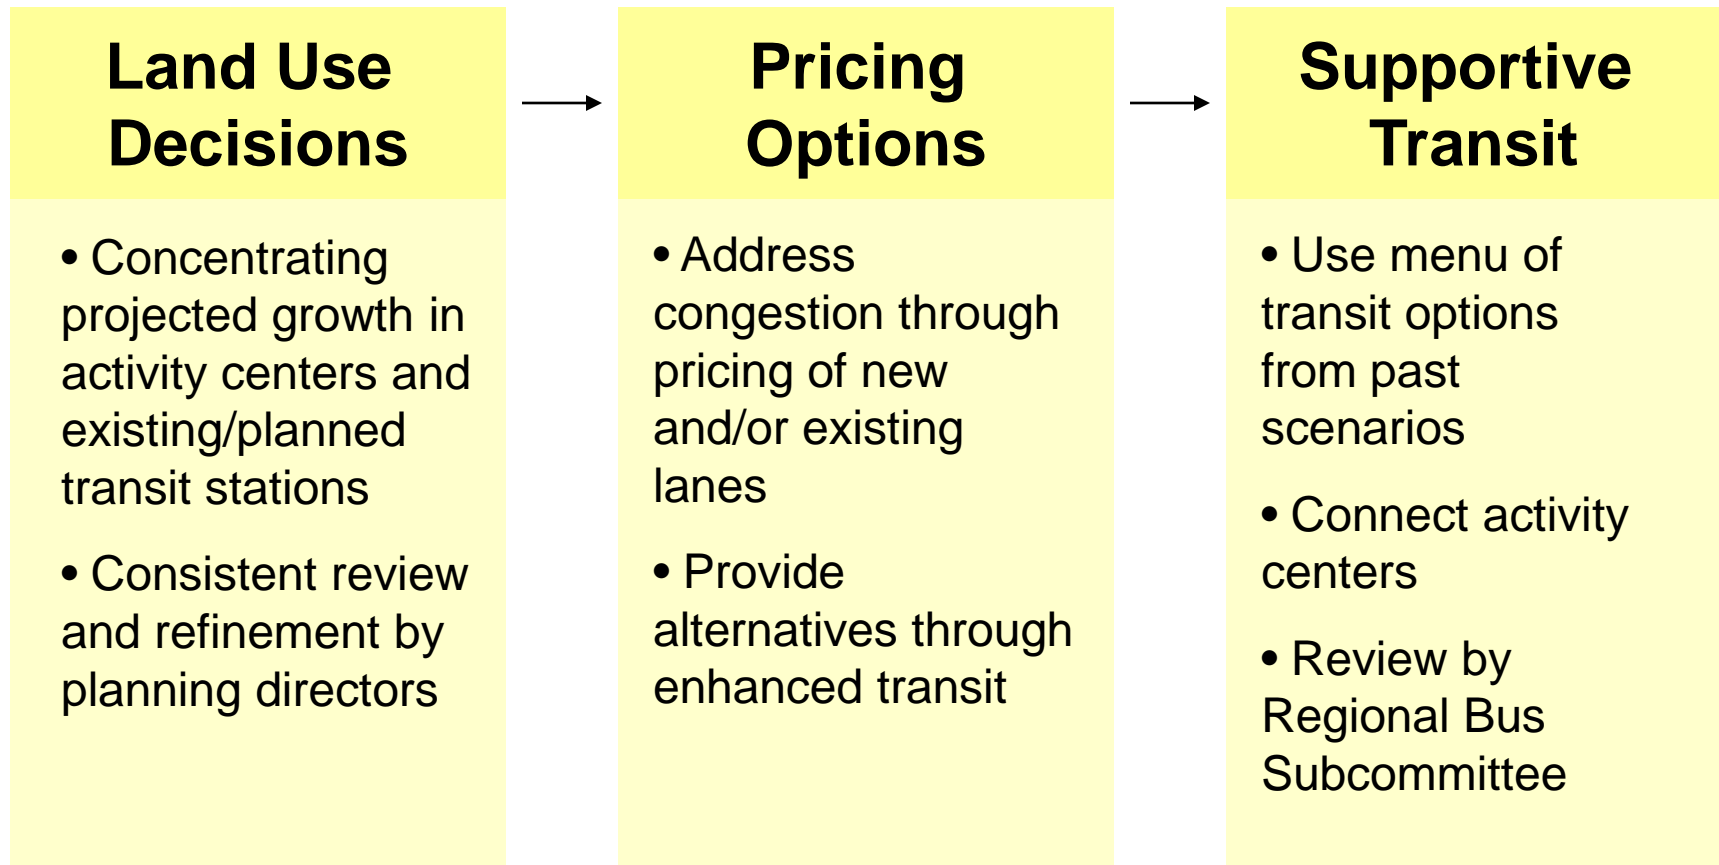 Land Use
Decisions
• Concentrating
projected growth in
activity centers and
existing/planned
transit stations
• Consistent review
and refinement by
planning directors
Pricing
Options
• Address
congestion through
pricing of new
and/or existing
lanes
• Provide
alternatives through
enhanced transit
Supportive
Transit
• Use menu of
transit options
from past
scenarios
• Connect activity
centers
• Review by
Regional Bus
Subcommittee